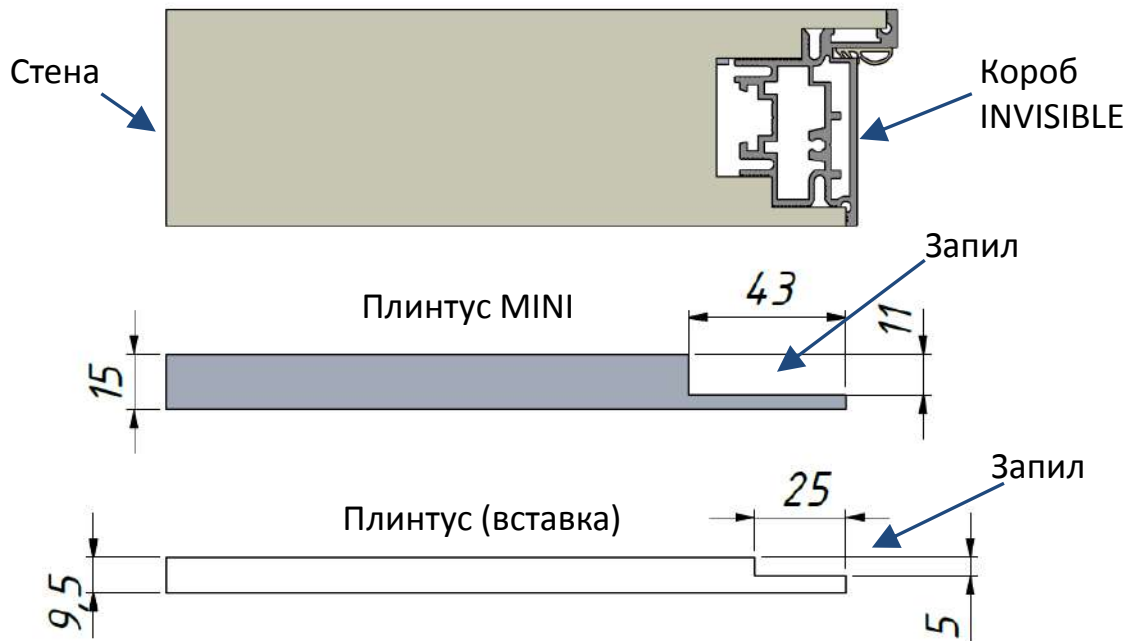 Стена
Короб
INVISIBLE
Запил
Плинтус MINI
43
11
15
Запил
Плинтус (вставка)
25
9,5
5